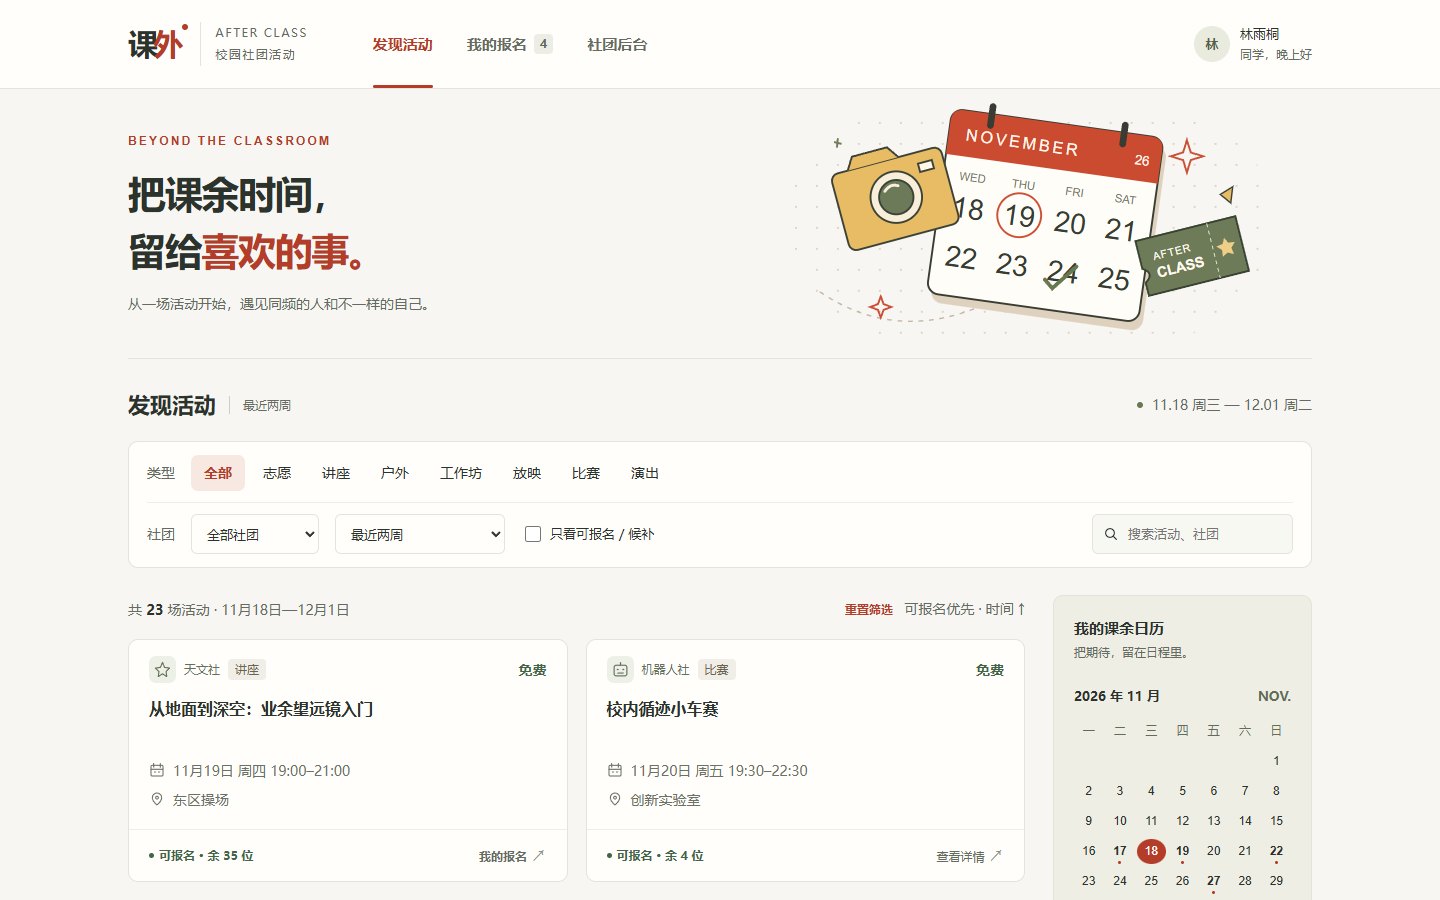 课外
AFTER CLASS
校园社团活动
发现活动
我的报名 4
社团后台
林
林雨桐
同学，晚上好
BEYOND THE CLASSROOM
把课余时间，
留给喜欢的事。
从一场活动开始，遇见同频的人和不一样的自己。
NOVEMBER 26
WED THU FRI SAT
18 19 20 21
22 23 24 25
AFTER
CLASS
发现活动 最近两周
11.18 周三 — 12.01 周二
类型 全部 志愿 讲座 户外 工作坊 放映 比赛 演出
社团 全部社团 最近两周 只看可报名 / 候补 搜索活动、社团
共 23 场活动 · 11月18日—12月1日
重置筛选 可报名优先 · 时间 ↑
天文社 讲座 免费
从地面到深空：业余望远镜入门
11月19日 周四 19:00–21:00
东区操场
可报名 · 余 35 位 我的报名 ↗
机器人社 比赛 免费
校内循迹小车赛
11月20日 周五 19:30–22:30
创新实验室
可报名 · 余 4 位 查看详情 ↗
我的课余日历
把期待，留在日程里。
2026 年 11 月 NOV.
一 二 三 四 五 六 日
1
2 3 4 5 6 7 8
9 10 11 12 13 14 15
16 17 18 19 20 21 22
23 24 25 26 27 28 29